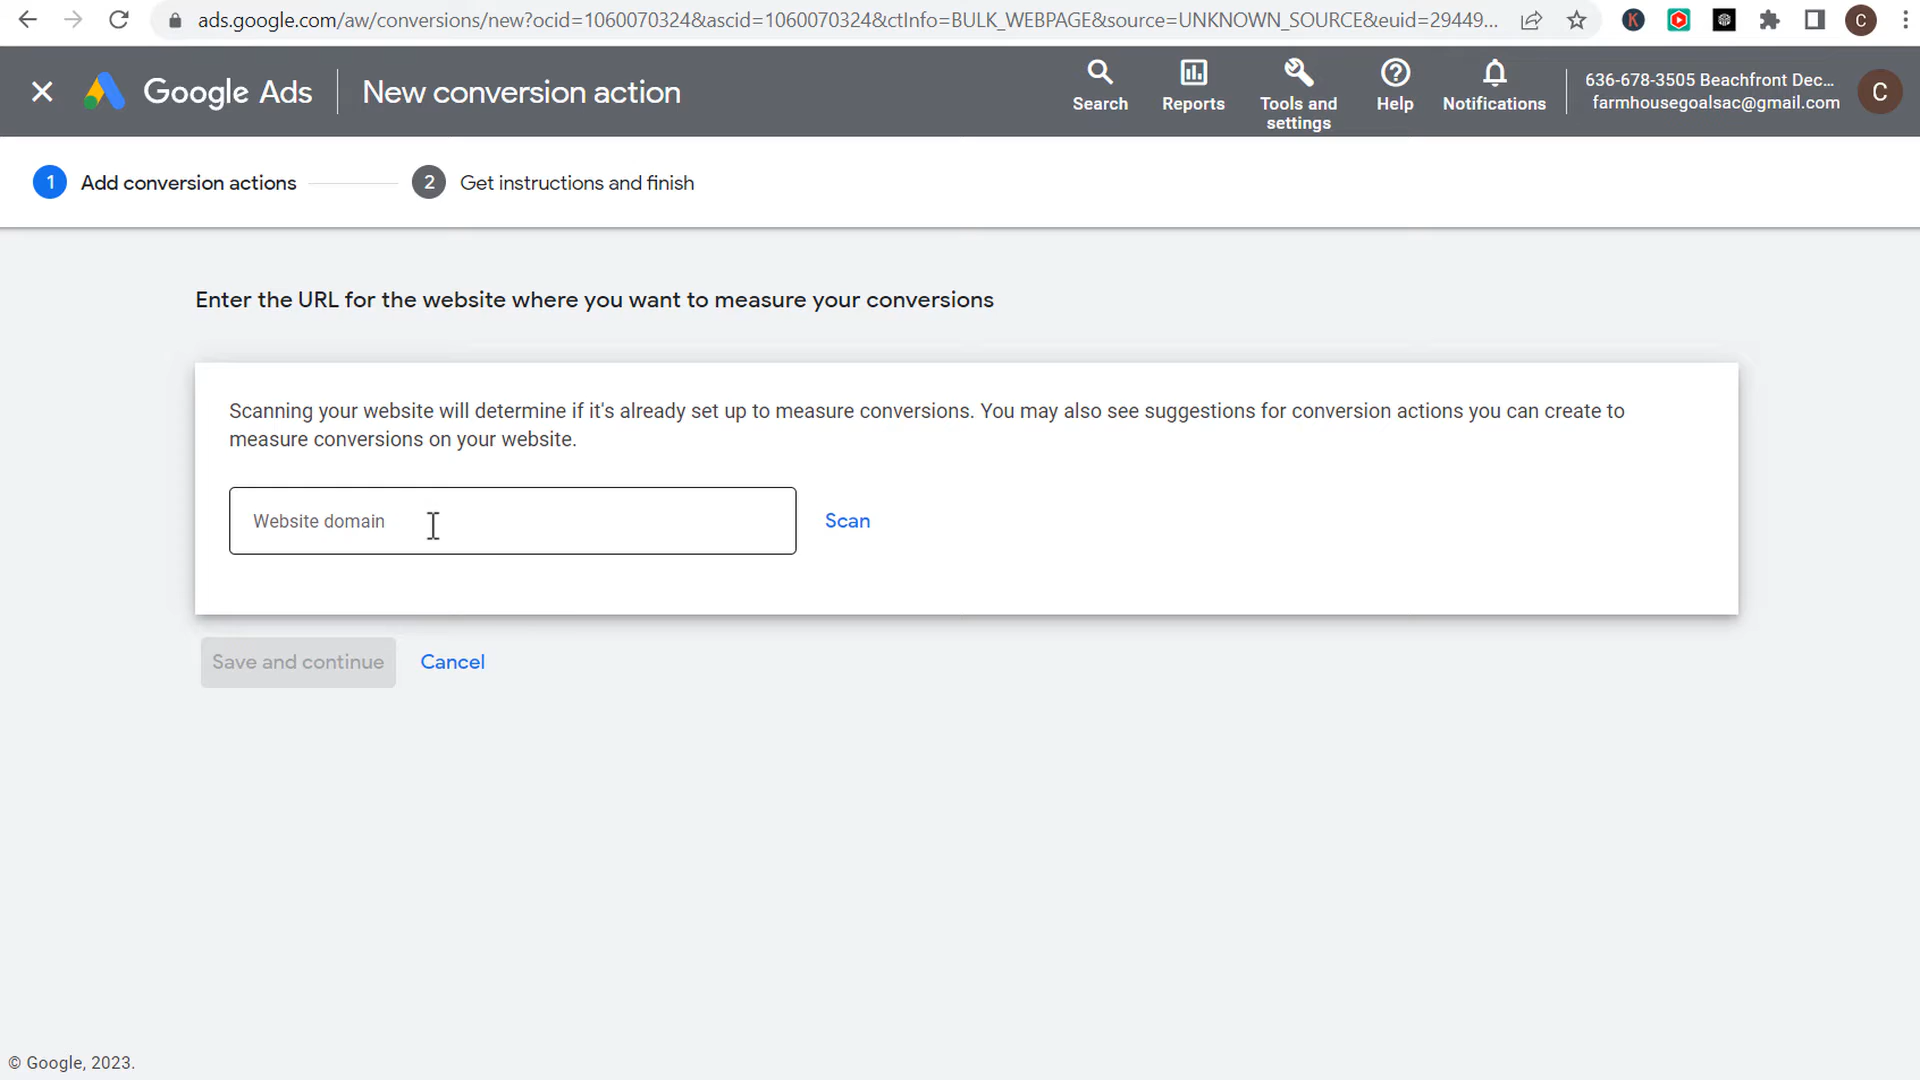 ads.google.com/aw/conversions/new?ocid=1060070324&ascid=1060070324&ctInfo=BULK_WEBPAGE&source=UNKNOWN_SOURCE&euid=29449...
K
C
Google Ads
New conversion action
Search
Reports
Tools and
settings
Help
Notifications
636-678-3505 Beachfront Dec...
farmhousegoalsac@gmail.com
C
1 Add conversion actions
2 Get instructions and finish
Enter the URL for the website where you want to measure your conversions
Scanning your website will determine if it's already set up to measure conversions. You may also see suggestions for conversion actions you can create to
measure conversions on your website.
Website domain
Scan
Save and continue
Cancel
© Google, 2023.